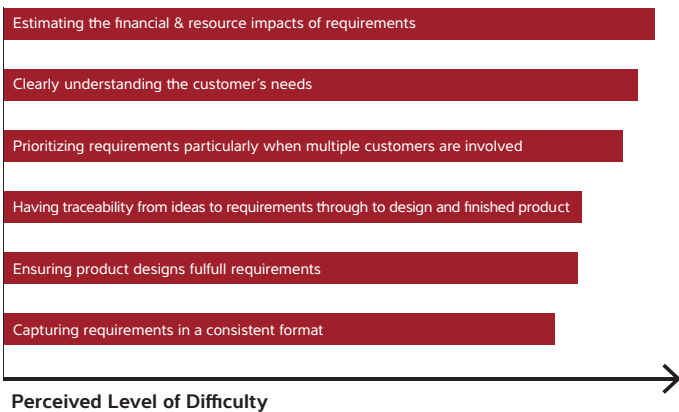 Estimating the financial & resource impacts of requirements
Clearly understanding the customer´s needs
Prioritizing requirements particularly when multiple customers are involved
Having traceability from ideas to requirements through to design and finished product
Ensuring product designs fulfull requirements
Capturing requirements in a consistent format
Perceived Level of Difficulty